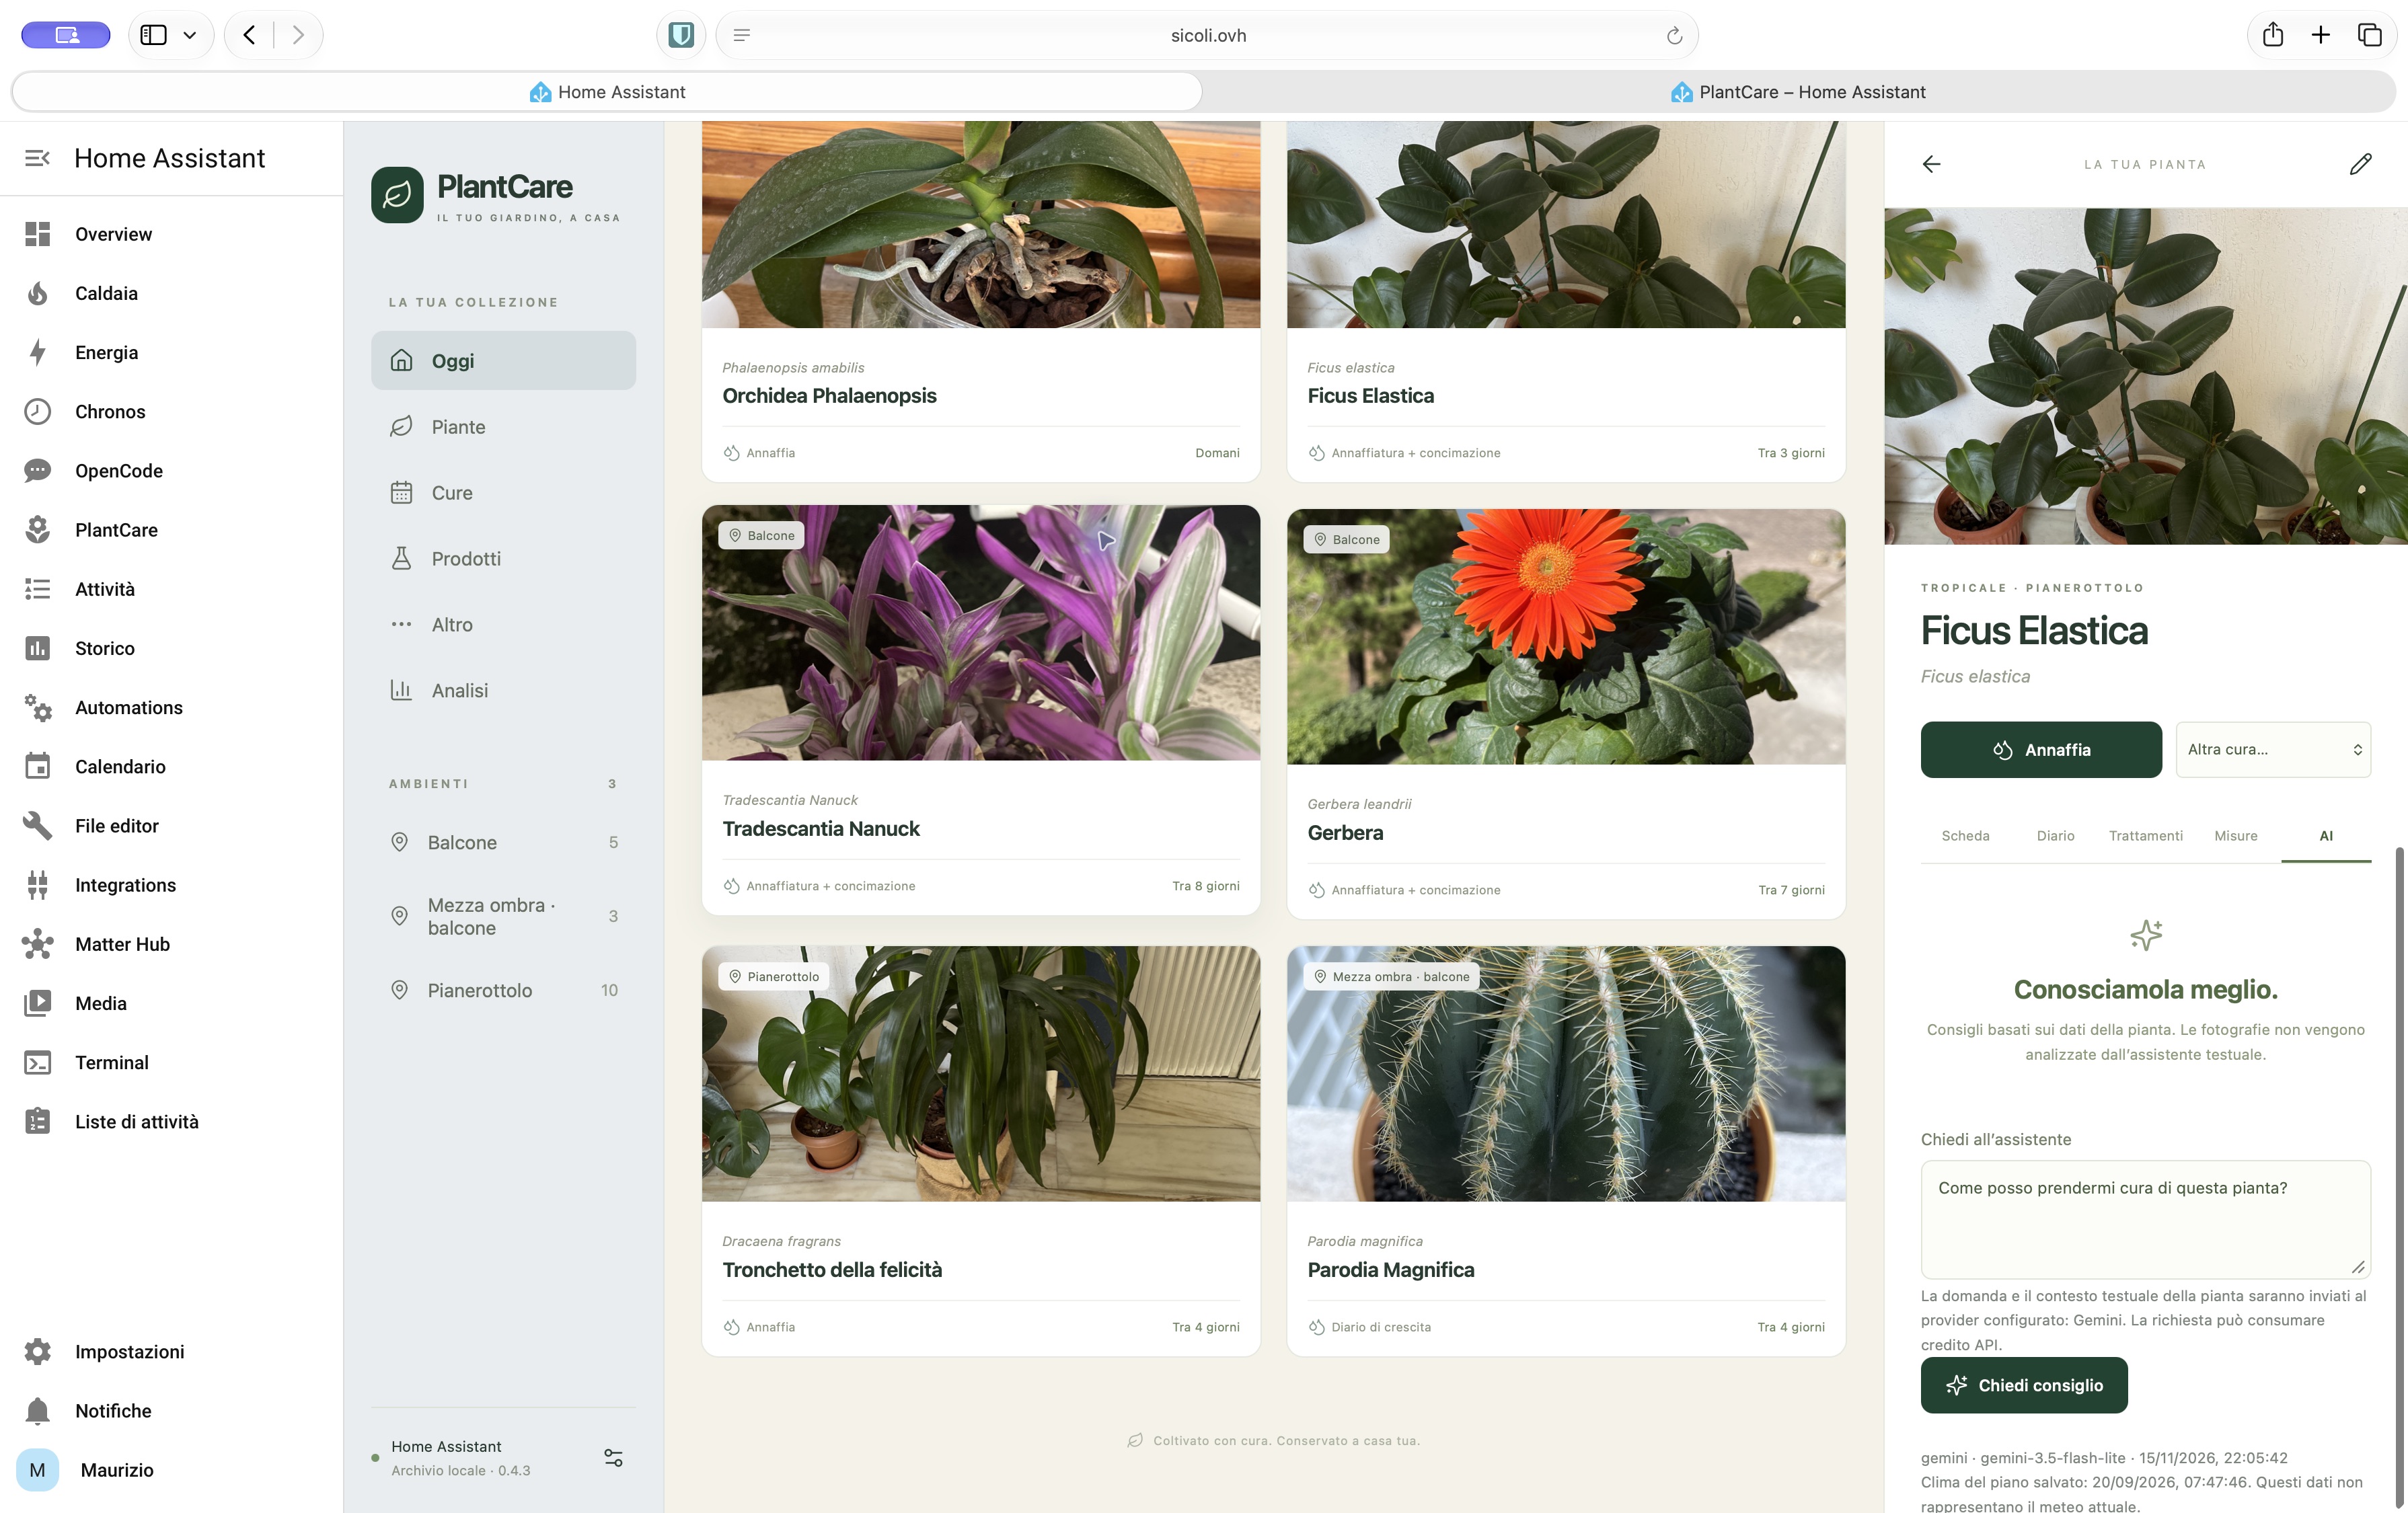 sicoli.ovh
Home Assistant
PlantCare – Home Assistant
Home Assistant
Overview
Caldaia
Energia
Chronos
OpenCode
PlantCare
Attività
Storico
Automations
Calendario
File editor
Integrations
Matter Hub
Media
Terminal
Liste di attività
Impostazioni
Notifiche
M
Maurizio
PlantCare
IL TUO GIARDINO, A CASA
LA TUA COLLEZIONE
Oggi
Piante
Cure
Prodotti
Altro
Analisi
AMBIENTI 3
Balcone 5
Mezza ombra ·
balcone 3
Pianerottolo 10
Home Assistant
Archivio locale · 0.4.3
Phalaenopsis amabilis
Orchidea Phalaenopsis
Annaffia Domani
Ficus elastica
Ficus Elastica
Annaffiatura + concimazione Tra 3 giorni
Balcone
Tradescantia Nanuck
Tradescantia Nanuck
Annaffiatura + concimazione Tra 8 giorni
Balcone
Gerbera leandrii
Gerbera
Annaffiatura + concimazione Tra 7 giorni
Pianerottolo
Dracaena fragrans
Tronchetto della felicità
Annaffia Tra 4 giorni
Mezza ombra · balcone
Parodia magnifica
Parodia Magnifica
Diario di crescita Tra 4 giorni
Coltivato con cura. Conservato a casa tua.
LA TUA PIANTA
TROPICALE · PIANEROTTOLO
Ficus Elastica
Ficus elastica
Annaffia
Altra cura...
Scheda Diario Trattamenti Misure AI
Conosciamola meglio.
Consigli basati sui dati della pianta. Le fotografie non vengono
analizzate dall’assistente testuale.
Chiedi all’assistente
Come posso prendermi cura di questa pianta?
La domanda e il contesto testuale della pianta saranno inviati al
provider configurato: Gemini. La richiesta può consumare
credito API.
Chiedi consiglio
gemini · gemini-3.5-flash-lite · 15/11/2026, 22:05:42
Clima del piano salvato: 20/09/2026, 07:47:46. Questi dati non
rappresentano il meteo attuale.